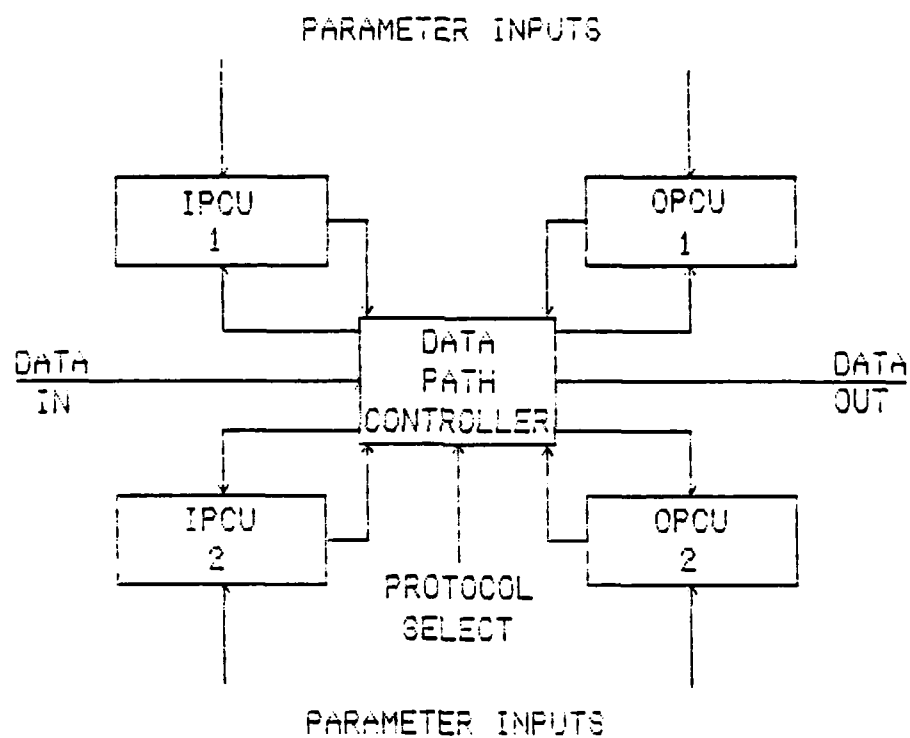 PARAMETER INPUTS
IPCU
1
OPCU
1
DATA
IN
DATA
PATH
CONTROLLER
DATA
OUT
IPCU
2
OPCU
2
PROTOCOL
SELECT
PARAMETER INPUTS